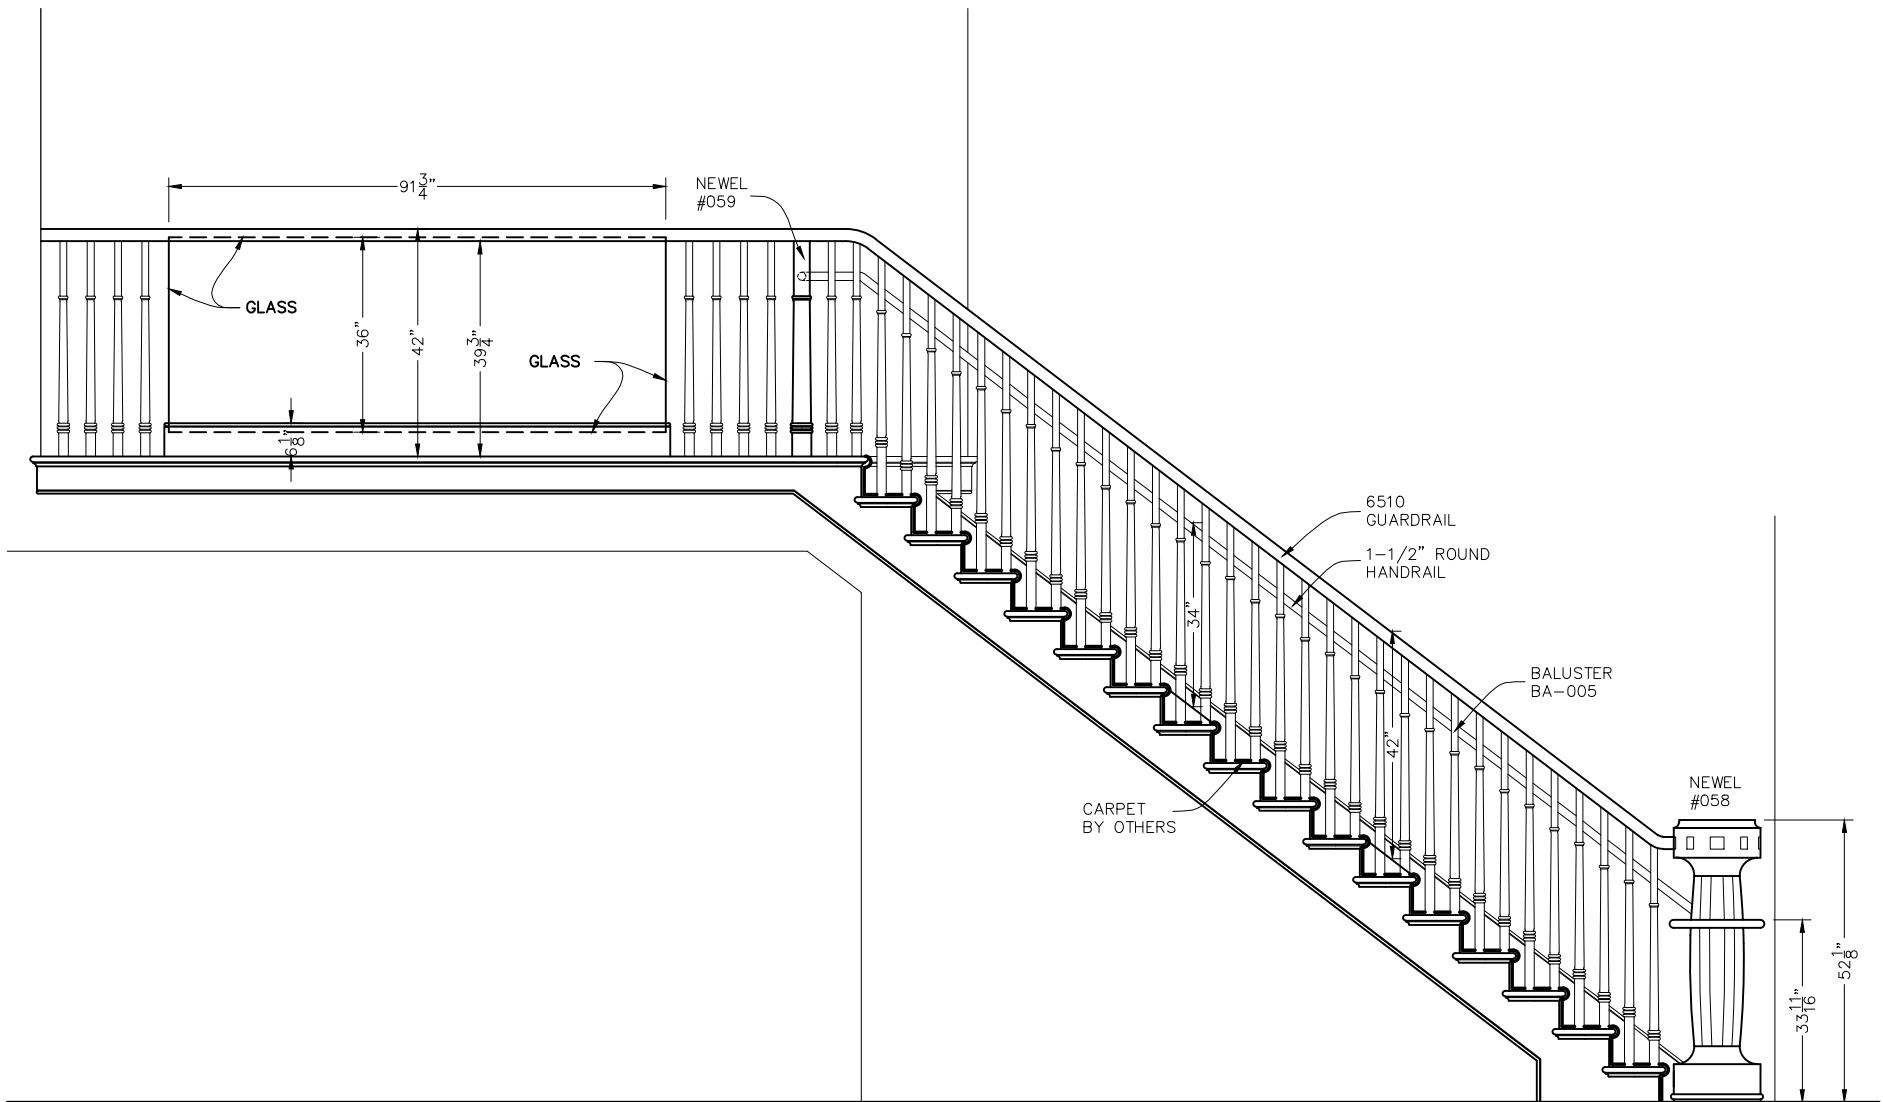 91 3/4"
NEWEL
#059
GLASS
36"
42"
39 3/4"
GLASS
6 1/8"
6510
GUARDRAIL
1-1/2" ROUND
HANDRAIL
34"
BALUSTER
BA-005
42"
NEWEL
#058
CARPET
BY OTHERS
52 1/8"
33 11/16"